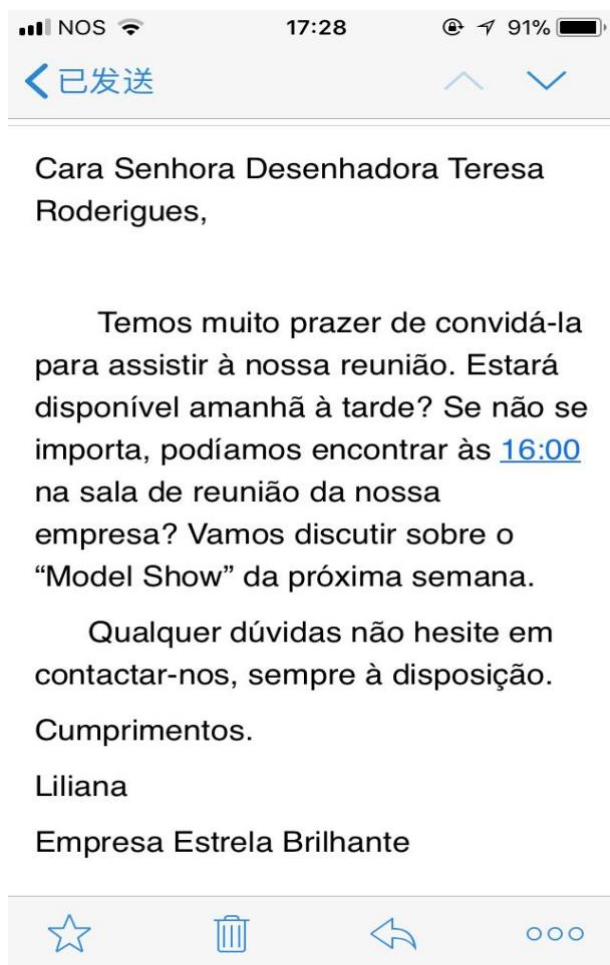 NOS 17:28 91%
已发送
Cara Senhora Desenhadora Teresa
Roderigues,
Temos muito prazer de convidá-la
para assistir à nossa reunião. Estará
disponível amanhã à tarde? Se não se
importa, podíamos encontrar às 16:00
na sala de reunião da nossa
empresa? Vamos discutir sobre o
“Model Show” da próxima semana.
Qualquer dúvidas não hesite em
contactar-nos, sempre à disposição.
Cumprimentos.
Liliana
Empresa Estrela Brilhante